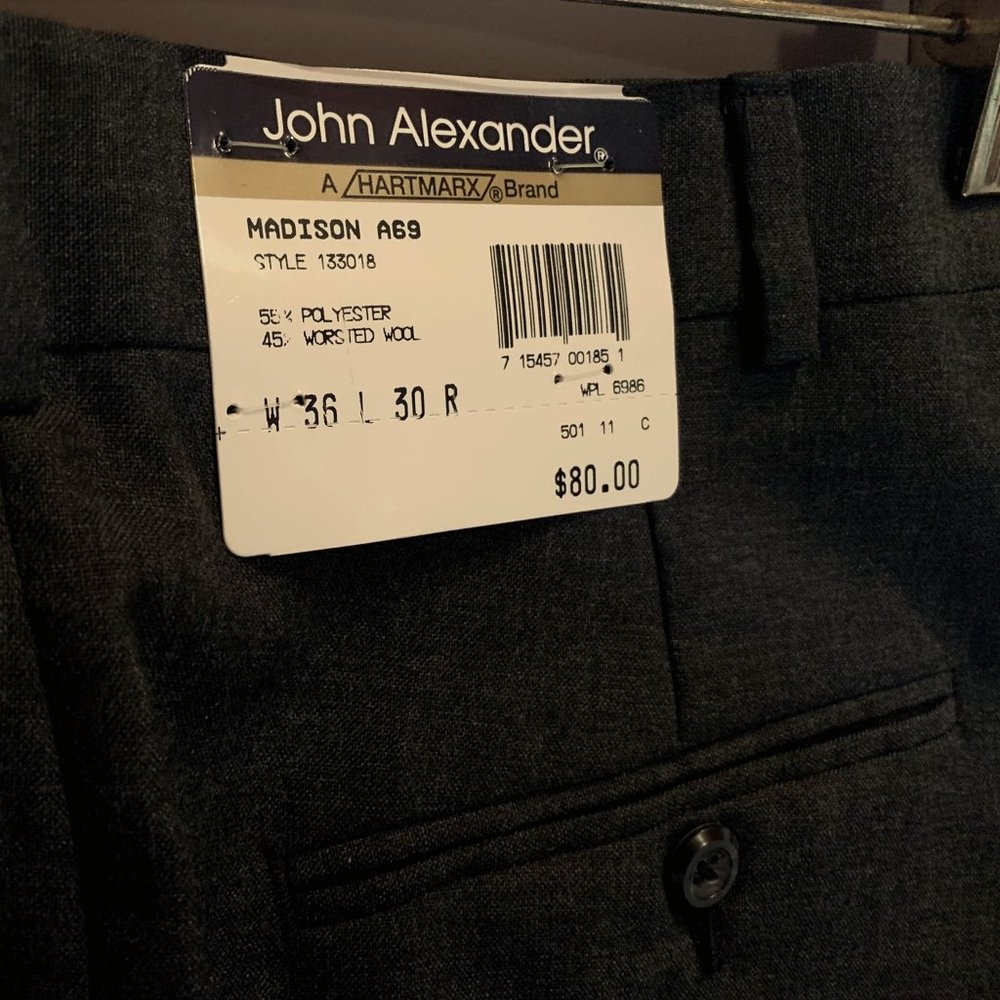 John Alexander®
A HARTMARX® Brand
MADISON A69
STYLE 133018
55% POLYESTER
45% WORSTED WOOL
7 15457 00185 1
WPL 6986
W 36 L 30 R
501 11 C
$80.00